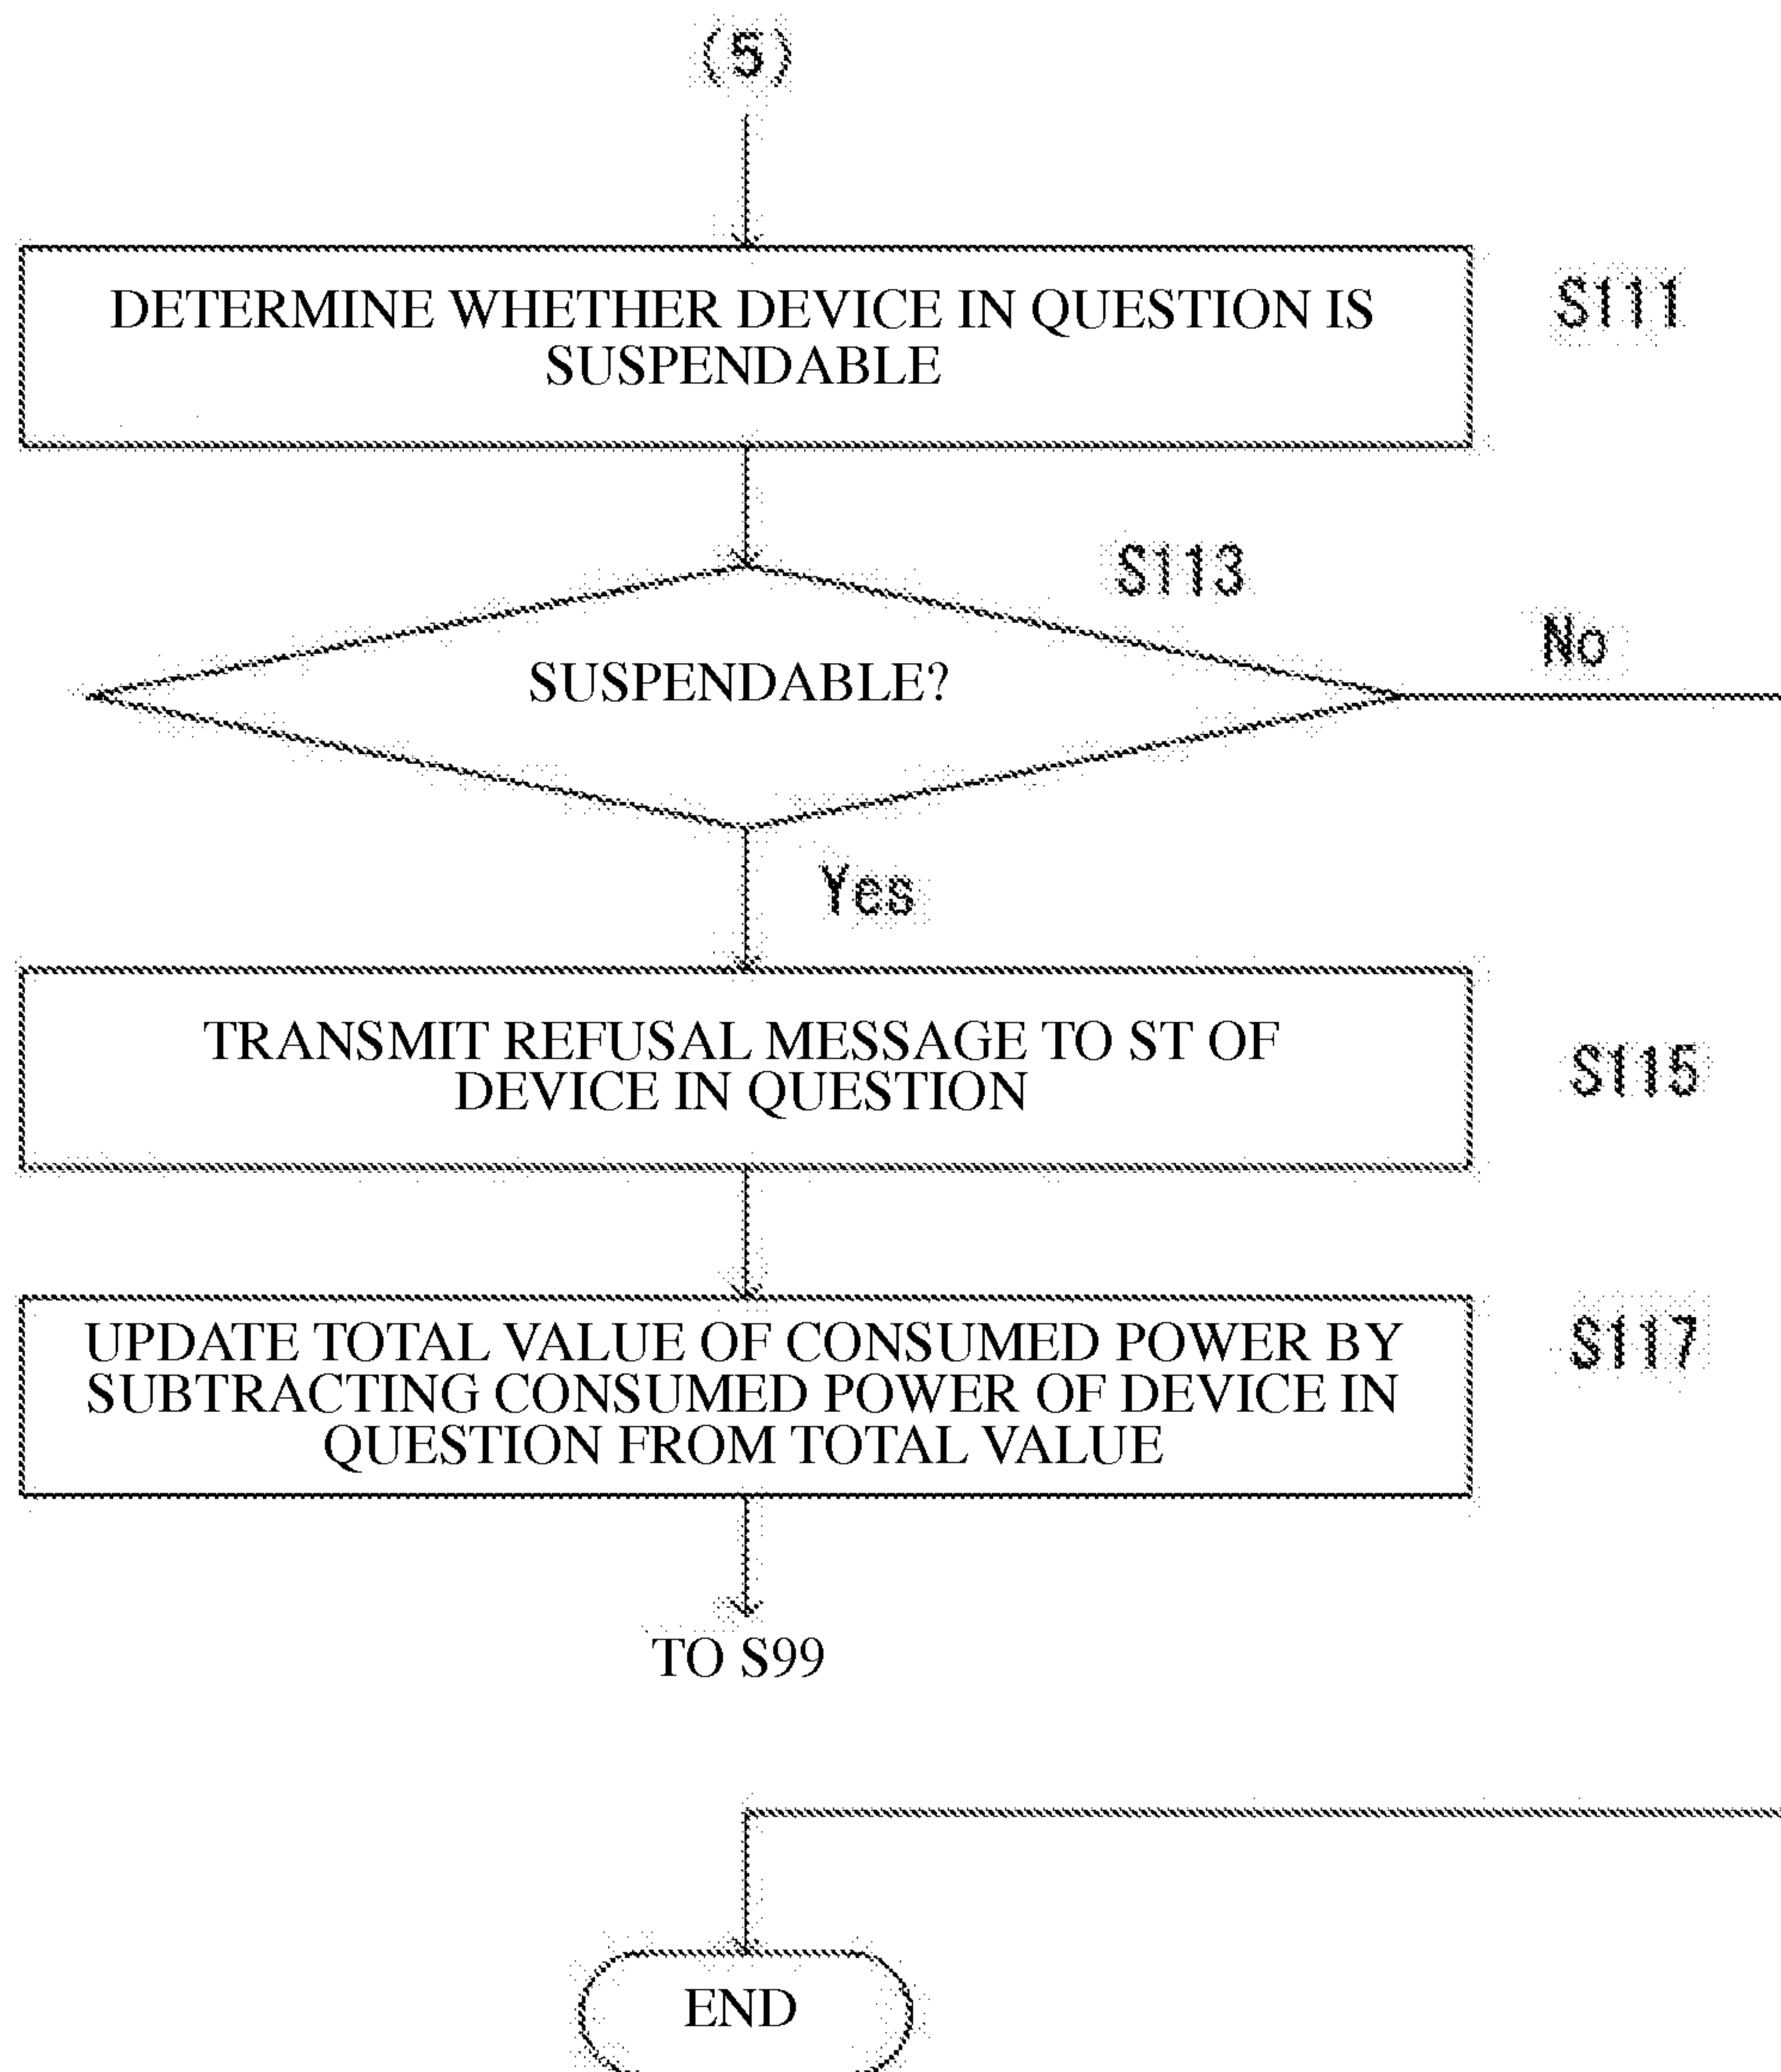 (5)
DETERMINE WHETHER DEVICE IN QUESTION IS
SUSPENDABLE
S111
S113
SUSPENDABLE?
No
Yes
TRANSMIT REFUSAL MESSAGE TO ST OF
DEVICE IN QUESTION
S115
UPDATE TOTAL VALUE OF CONSUMED POWER BY
SUBTRACTING CONSUMED POWER OF DEVICE IN
QUESTION FROM TOTAL VALUE
S117
TO S99
END